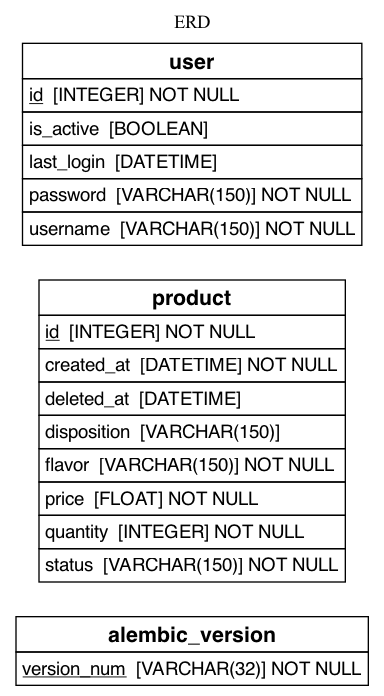 ERD
user
id [INTEGER] NOT NULL
is_active [BOOLEAN]
last_login [DATETIME]
password [VARCHAR(150)] NOT NULL
username [VARCHAR(150)] NOT NULL
product
id [INTEGER] NOT NULL
created_at [DATETIME] NOT NULL
deleted_at [DATETIME]
disposition [VARCHAR(150)]
flavor [VARCHAR(150)] NOT NULL
price [FLOAT] NOT NULL
quantity [INTEGER] NOT NULL
status [VARCHAR(150)] NOT NULL
alembic_version
version_num [VARCHAR(32)] NOT NULL